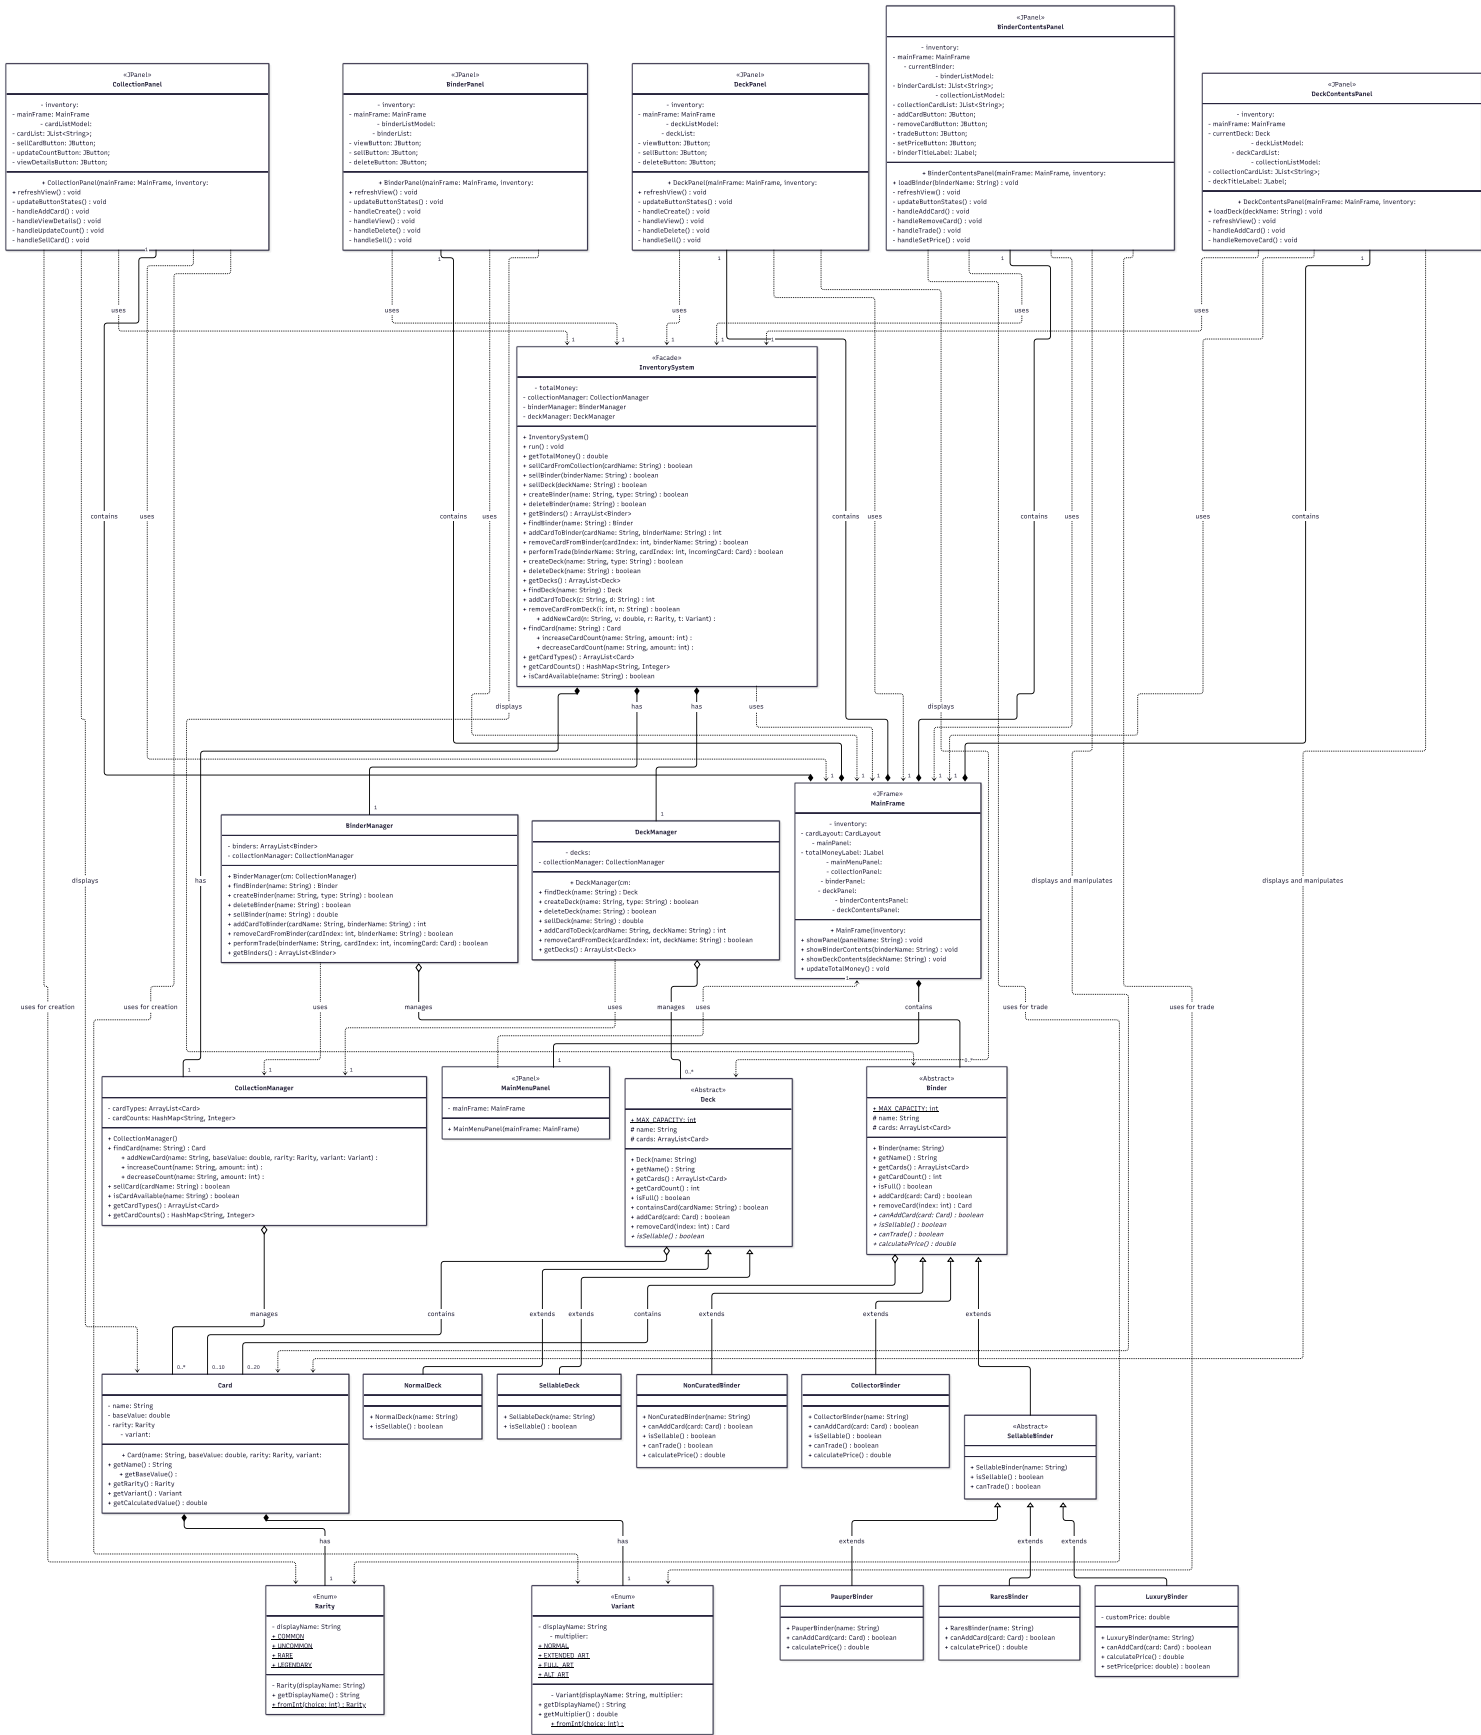 «JPanel»
CollectionPanel
- inventory:
- mainFrame: MainFrame
- cardListModel:
- cardList: JList<String>;
- sellCardButton: JButton;
- updateCountButton: JButton;
- viewDetailsButton: JButton;
+ CollectionPanel(mainFrame: MainFrame, inventory:
+ refreshView() : void
- updateButtonStates() : void
- handleAddCard() : void
- handleViewDetails() : void
- handleUpdateCount() : void
- handleSellCard() : void
«JPanel»
BinderPanel
- inventory:
- mainFrame: MainFrame
- binderListModel:
- binderList:
- viewButton: JButton;
- sellButton: JButton;
- deleteButton: JButton;
+ BinderPanel(mainFrame: MainFrame, inventory:
+ refreshView() : void
- updateButtonStates() : void
- handleCreate() : void
- handleView() : void
- handleDelete() : void
- handleSell() : void
«JPanel»
DeckPanel
- inventory:
- mainFrame: MainFrame
- deckListModel:
- deckList:
- viewButton: JButton;
- sellButton: JButton;
- deleteButton: JButton;
+ DeckPanel(mainFrame: MainFrame, inventory:
+ refreshView() : void
- updateButtonStates() : void
- handleCreate() : void
- handleView() : void
- handleDelete() : void
- handleSell() : void
«JPanel»
BinderContentsPanel
- inventory:
- mainFrame: MainFrame
- currentBinder:
- binderListModel:
- binderCardList: JList<String>;
- collectionListModel:
- collectionCardList: JList<String>;
- addCardButton: JButton;
- removeCardButton: JButton;
- tradeButton: JButton;
- setPriceButton: JButton;
- binderTitleLabel: JLabel;
+ BinderContentsPanel(mainFrame: MainFrame, inventory:
+ loadBinder(binderName: String) : void
- refreshView() : void
- updateButtonStates() : void
- handleAddCard() : void
- handleRemoveCard() : void
- handleTrade() : void
- handleSetPrice() : void
«JPanel»
DeckContentsPanel
- inventory:
- mainFrame: MainFrame
- currentDeck: Deck
- deckListModel:
- deckCardList:
- collectionListModel:
- collectionCardList: JList<String>;
- deckTitleLabel: JLabel;
+ DeckContentsPanel(mainFrame: MainFrame, inventory:
+ loadDeck(deckName: String) : void
- refreshView() : void
- handleAddCard() : void
- handleRemoveCard() : void
1
1
1
1
1
uses
uses
uses
uses
uses
1
1
1
1
1
«Facade»
InventorySystem
- totalMoney:
- collectionManager: CollectionManager
- binderManager: BinderManager
- deckManager: DeckManager
+ InventorySystem()
+ run() : void
+ getTotalMoney() : double
+ sellCardFromCollection(cardName: String) : boolean
+ sellBinder(binderName: String) : boolean
+ sellDeck(deckName: String) : boolean
+ createBinder(name: String, type: String) : boolean
+ deleteBinder(name: String) : boolean
+ getBinders() : ArrayList<Binder>
+ findBinder(name: String) : Binder
+ addCardToBinder(cardName: String, binderName: String) : int
+ removeCardFromBinder(cardIndex: int, binderName: String) : boolean
+ performTrade(binderName: String, cardIndex: int, incomingCard: Card) : boolean
+ createDeck(name: String, type: String) : boolean
+ deleteDeck(name: String) : boolean
+ getDecks() : ArrayList<Deck>
+ findDeck(name: String) : Deck
+ addCardToDeck(c: String, d: String) : int
+ removeCardFromDeck(i: int, n: String) : boolean
+ addNewCard(n: String, v: double, r: Rarity, t: Variant) :
+ findCard(name: String) : Card
+ increaseCardCount(name: String, amount: int) :
+ decreaseCardCount(name: String, amount: int) :
+ getCardTypes() : ArrayList<Card>
+ getCardCounts() : HashMap<String, Integer>
+ isCardAvailable(name: String) : boolean
contains
uses
contains
uses
contains
uses
contains
uses
uses
contains
displays
has
has
uses
displays
1
1
1
1
1
1
1
1
«JFrame»
MainFrame
- inventory:
- cardLayout: CardLayout
- mainPanel:
- totalMoneyLabel: JLabel
- mainMenuPanel:
- collectionPanel:
- binderPanel:
- deckPanel:
- binderContentsPanel:
- deckContentsPanel:
+ MainFrame(inventory:
+ showPanel(panelName: String) : void
+ showBinderContents(binderName: String) : void
+ showDeckContents(deckName: String) : void
+ updateTotalMoney() : void
BinderManager
- binders: ArrayList<Binder>
- collectionManager: CollectionManager
+ BinderManager(cm: CollectionManager)
+ findBinder(name: String) : Binder
+ createBinder(name: String, type: String) : boolean
+ deleteBinder(name: String) : boolean
+ sellBinder(name: String) : double
+ addCardToBinder(cardName: String, binderName: String) : int
+ removeCardFromBinder(cardIndex: int, binderName: String) : boolean
+ performTrade(binderName: String, cardIndex: int, incomingCard: Card) : boolean
+ getBinders() : ArrayList<Binder>
DeckManager
- decks:
- collectionManager: CollectionManager
+ DeckManager(cm:
+ findDeck(name: String) : Deck
+ createDeck(name: String, type: String) : boolean
+ deleteDeck(name: String) : boolean
+ sellDeck(name: String) : double
+ addCardToDeck(cardName: String, deckName: String) : int
+ removeCardFromDeck(cardIndex: int, deckName: String) : boolean
+ getDecks() : ArrayList<Deck>
displays
has
displays and manipulates
displays and manipulates
1
uses for creation
uses for creation
uses
manages
uses
manages
uses
contains
uses for trade
uses for trade
1
1
1
0..*
0..*
CollectionManager
- cardTypes: ArrayList<Card>
- cardCounts: HashMap<String, Integer>
+ CollectionManager()
+ findCard(name: String) : Card
+ addNewCard(name: String, baseValue: double, rarity: Rarity, variant: Variant) :
+ increaseCount(name: String, amount: int) :
+ decreaseCount(name: String, amount: int) :
+ sellCard(cardName: String) : boolean
+ isCardAvailable(name: String) : boolean
+ getCardTypes() : ArrayList<Card>
+ getCardCounts() : HashMap<String, Integer>
«JPanel»
MainMenuPanel
- mainFrame: MainFrame
+ MainMenuPanel(mainFrame: MainFrame)
«Abstract»
Deck
+ MAX_CAPACITY: int
# name: String
# cards: ArrayList<Card>
+ Deck(name: String)
+ getName() : String
+ getCards() : ArrayList<Card>
+ getCardCount() : int
+ isFull() : boolean
+ containsCard(cardName: String) : boolean
+ addCard(card: Card) : boolean
+ removeCard(index: int) : Card
+ isSellable() : boolean
«Abstract»
Binder
+ MAX_CAPACITY: int
# name: String
# cards: ArrayList<Card>
+ Binder(name: String)
+ getName() : String
+ getCards() : ArrayList<Card>
+ getCardCount() : int
+ isFull() : boolean
+ addCard(card: Card) : boolean
+ removeCard(index: int) : Card
+ canAddCard(card: Card) : boolean
+ isSellable() : boolean
+ canTrade() : boolean
+ calculatePrice() : double
manages
contains
extends
extends
contains
extends
extends
extends
0..*
0..10
0..20
Card
- name: String
- baseValue: double
- rarity: Rarity
- variant:
+ Card(name: String, baseValue: double, rarity: Rarity, variant:
+ getName() : String
+ getBaseValue() :
+ getRarity() : Rarity
+ getVariant() : Variant
+ getCalculatedValue() : double
NormalDeck
+ NormalDeck(name: String)
+ isSellable() : boolean
SellableDeck
+ SellableDeck(name: String)
+ isSellable() : boolean
NonCuratedBinder
+ NonCuratedBinder(name: String)
+ canAddCard(card: Card) : boolean
+ isSellable() : boolean
+ canTrade() : boolean
+ calculatePrice() : double
CollectorBinder
+ CollectorBinder(name: String)
+ canAddCard(card: Card) : boolean
+ isSellable() : boolean
+ canTrade() : boolean
+ calculatePrice() : double
«Abstract»
SellableBinder
+ SellableBinder(name: String)
+ isSellable() : boolean
+ canTrade() : boolean
has
has
extends
extends
extends
1
1
«Enum»
Rarity
- displayName: String
+ COMMON
+ UNCOMMON
+ RARE
+ LEGENDARY
- Rarity(displayName: String)
+ getDisplayName() : String
+ fromInt(choice: int) : Rarity
«Enum»
Variant
- displayName: String
- multiplier:
+ NORMAL
+ EXTENDED_ART
+ FULL_ART
+ ALT_ART
- Variant(displayName: String, multiplier:
+ getDisplayName() : String
+ getMultiplier() : double
+ fromInt(choice: int) :
PauperBinder
+ PauperBinder(name: String)
+ canAddCard(card: Card) : boolean
+ calculatePrice() : double
RaresBinder
+ RaresBinder(name: String)
+ canAddCard(card: Card) : boolean
+ calculatePrice() : double
LuxuryBinder
- customPrice: double
+ LuxuryBinder(name: String)
+ canAddCard(card: Card) : boolean
+ calculatePrice() : double
+ setPrice(price: double) : boolean